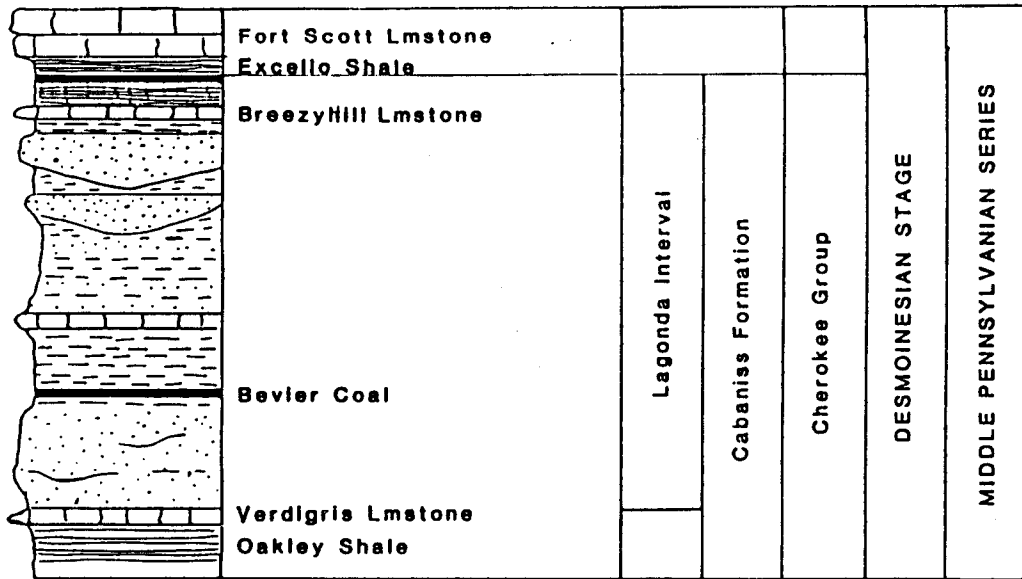 Fort Scott Lmstone
Excello Shale
BreezyHill Lmstone
Bevier Coal
Verdigris Lmstone
Oakley Shale
Lagonda Interval
Cabaniss Formation
Cherokee Group
DESMOINESIAN STAGE
MIDDLE PENNSYLVANIAN SERIES